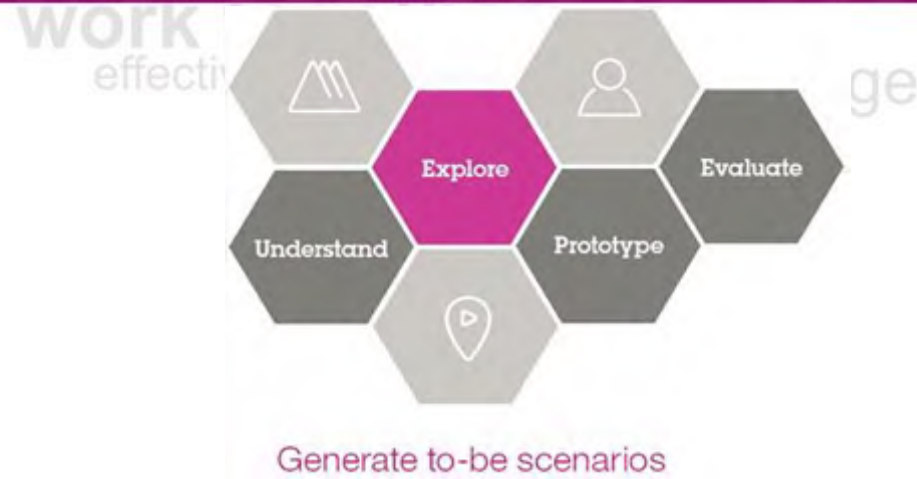 work
effecti
ge
Explore
Evaluate
Understand
Prototype
Generate to-be scenarios